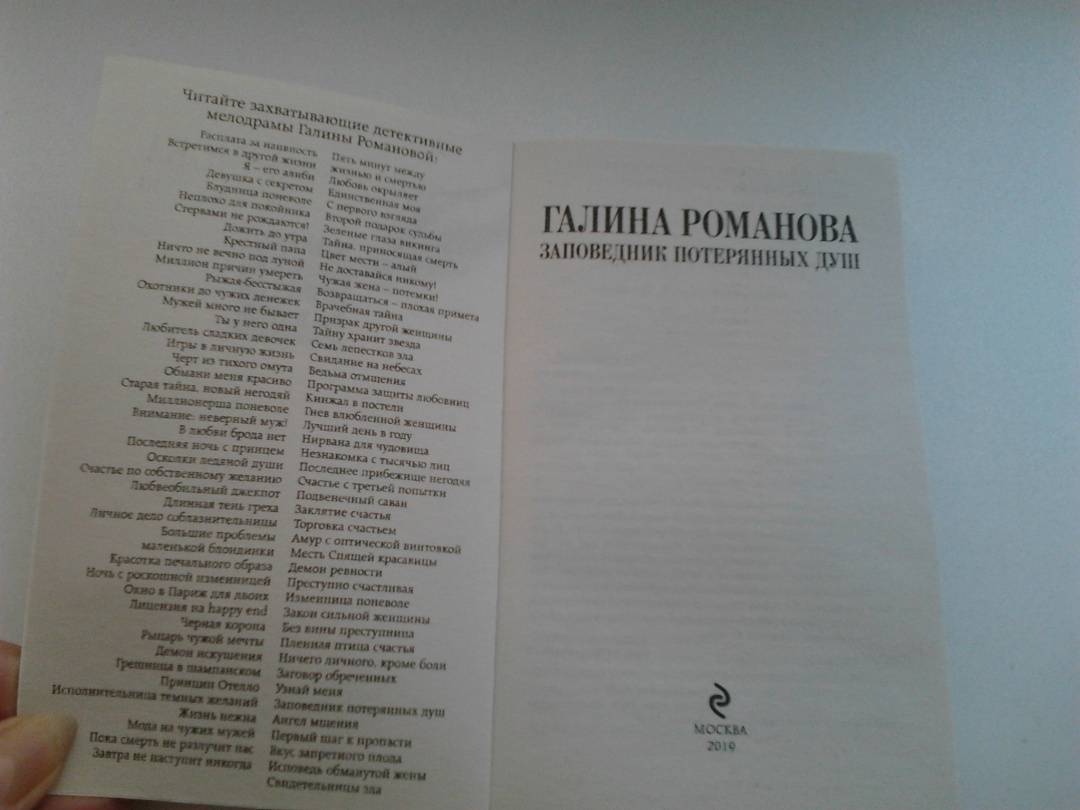 Читайте захватывающие детективные
мелодрамы Галины Романовой:
Расплата за наивность
Встретимся в другой жизни
Я – его алиби
Девушка с секретом
Блудница поневоле
Неплохо для покойника
Стервами не рождаются!
Дожить до утра
Крестный папа
Ничто не вечно под луной
Миллион причин умереть
Рыжая-бесстыжая
Охотники до чужих денежек
Мужей много не бывает
Ты у него одна
Любитель сладких девочек
Игры в личную жизнь
Черт из тихого омута
Обмани меня красиво
Старая тайна, новый негодяй
Миллионерша поневоле
Внимание: неверный муж!
В любви брода нет
Последняя ночь с принцем
Осколки ледяной души
Счастье по собственному желанию
Любвеобильный джекпот
Длинная тень греха
Личное дело соблазнительницы
Большие проблемы
маленькой блондинки
Красотка печального образа
Ночь с роскошной изменницей
Окно в Париж для двоих
Лицензия на happy end
Черная корона
Рыцарь чужой мечты
Демон искушения
Грешница в шампанском
Принцип Отелло
Исполнительница темных желаний
Жизнь нежна
Мода на чужих мужей
Пока смерть не разлучит нас
Завтра не наступит никогда
Пять минут между
жизнью и смертью
Любовь окрыляет
Единственная моя
С первого взгляда
Второй подарок судьбы
Зеленые глаза викинга
Тайна, приносящая смерть
Цвет мести – алый
Не доставайся никому!
Чужая жена – потемки!
Возвращаться – плохая примета
Врачебная тайна
Призрак другой женщины
Тайну хранит звезда
Семь лепестков зла
Свидание на небесах
Ведьма отмщения
Программа защиты любовниц
Кинжал в постели
Гнев влюбленной женщины
Лучший день в году
Нирвана для чудовища
Незнакомка с тысячью лиц
Последнее прибежище негодяя
Счастье с третьей попытки
Подвенечный саван
Заклятие счастья
Торговка счастьем
Амур с оптической винтовкой
Месть Спящей красавицы
Демон ревности
Преступно счастливая
Изменница поневоле
Закон сильной женщины
Без вины преступница
Пленная птица счастья
Ничего личного, кроме боли
Заговор обреченных
Узнай меня
Заповедник потерянных душ
Ангел мщения
Первый шаг к пропасти
Вкус запретного плода
Исповедь обманутой жены
Свидетельницы зла
ГАЛИНА РОМАНОВА
ЗАПОВЕДНИК ПОТЕРЯННЫХ ДУШ
МОСКВА
2019